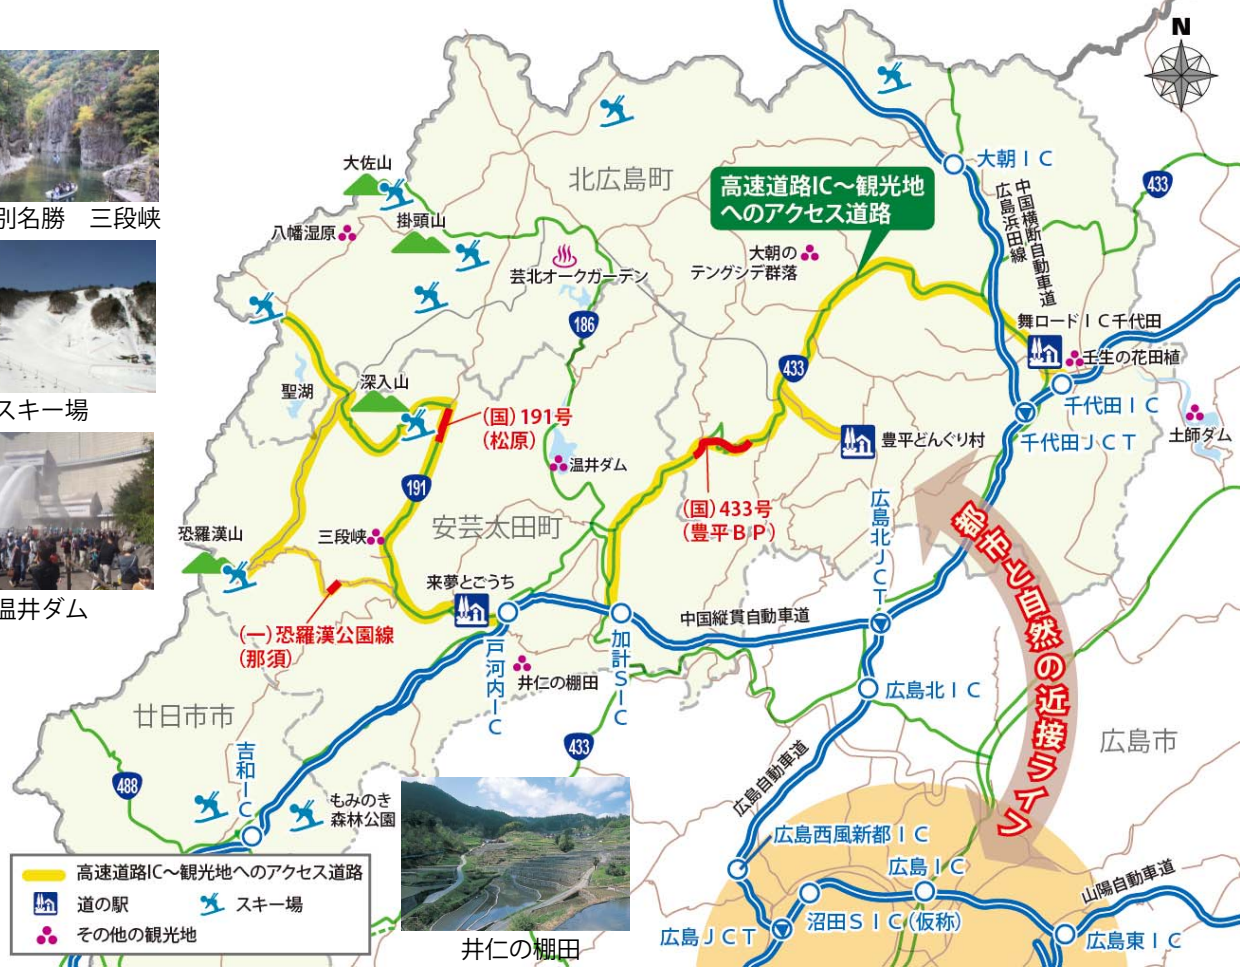 N
別名勝　三段峡
スキー場
温井ダム
大佐山
八幡湿原
掛頭山
北広島町
芸北オークガーデン
186
高速道路IC～観光地
へのアクセス道路
大朝の
テングシデ群落
大朝ＩＣ
中国横断自動車道
広島浜田線
433
舞ロードＩＣ千代田
壬生の花田植
千代田ＩＣ
千代田ＪＣＴ
土師ダム
433
豊平どんぐり村
聖湖
深入山
(国)191号
(松原)
温井ダム
191
安芸太田町
三段峡
恐羅漢山
(国)433号
(豊平ＢＰ)
広島北ＪＣＴ
都市と自然の近接ライフ
来夢とごうち
(一)恐羅漢公園線
(那須)
戸河内ＩＣ
加計ＳＩＣ
中国縦貫自動車道
井仁の棚田
433
広島北ＩＣ
広島市
廿日市市
488
吉和ＩＣ
もみのき
森林公園
広島自動車道
広島西風新都ＩＣ
広島ＩＣ
沼田ＳＩＣ(仮称)
広島ＪＣＴ
山陽自動車道
広島東ＩＣ
高速道路IC～観光地へのアクセス道路
道の駅
スキー場
その他の観光地
井仁の棚田